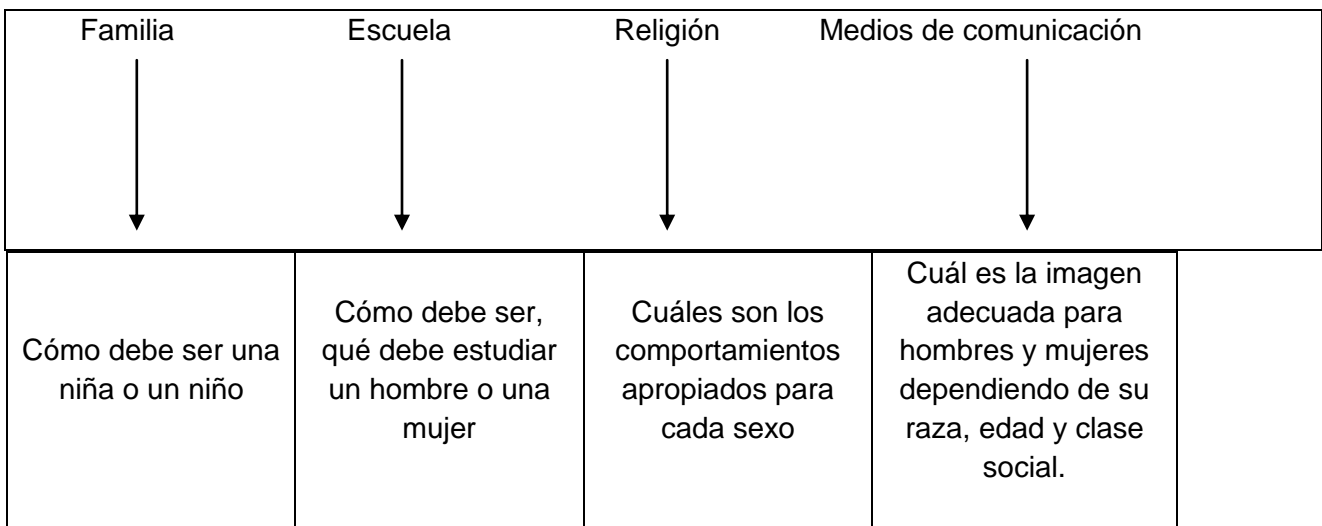 Familia
Escuela
Religión
Medios de comunicación
Cómo debe ser una
niña o un niño
Cómo debe ser,
qué debe estudiar
un hombre o una
mujer
Cuáles son los
comportamientos
apropiados para
cada sexo
Cuál es la imagen
adecuada para
hombres y mujeres
dependiendo de su
raza, edad y clase
social.